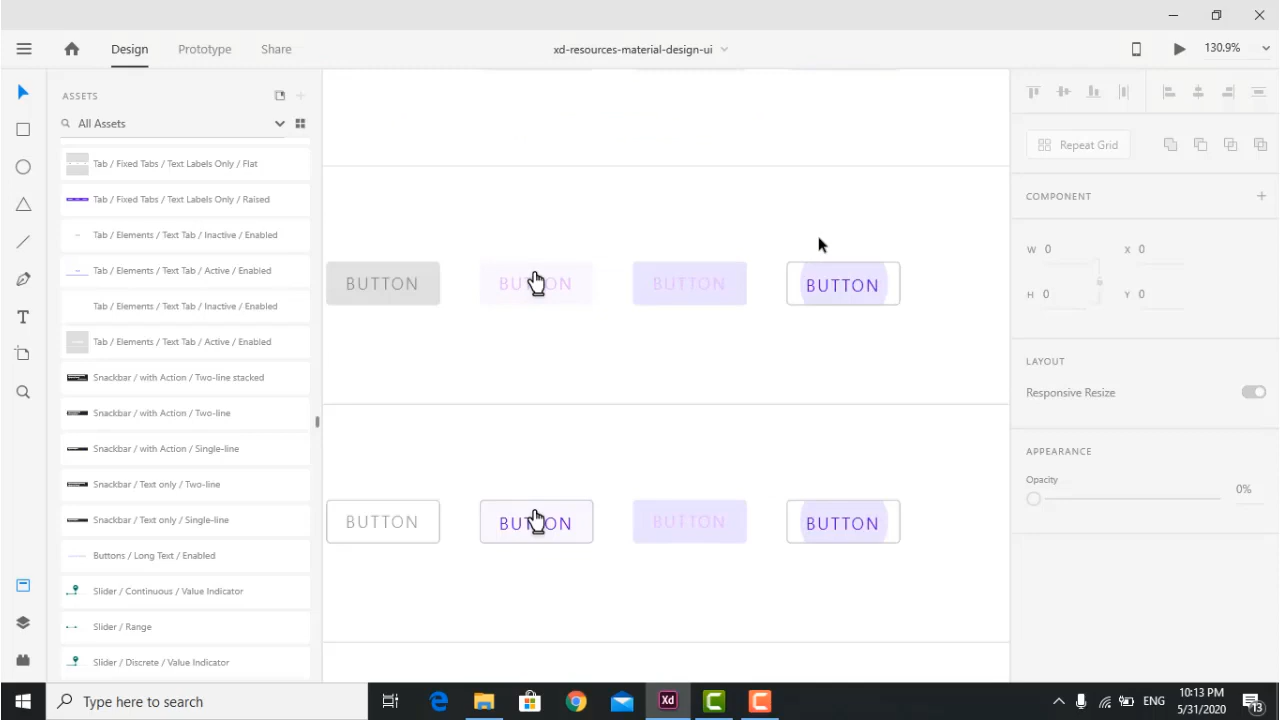 Design
Prototype
Share
xd-resources-material-design-ui
130.9%
ASSETS
All Assets
Tab / Fixed Tabs / Text Labels Only / Flat
Tab / Fixed Tabs / Text Labels Only / Raised
Tab / Elements / Text Tab / Inactive / Enabled
Tab / Elements / Text Tab / Active / Enabled
Tab / Elements / Text Tab / Inactive / Enabled
Tab / Elements / Text Tab / Active / Enabled
Snackbar / with Action / Two-line stacked
Snackbar / with Action / Two-line
Snackbar / with Action / Single-line
Snackbar / Text only / Two-line
Snackbar / Text only / Single-line
Buttons / Long Text / Enabled
Slider / Continuous / Value Indicator
Slider / Range
Slider / Discrete / Value Indicator
BUTTON
BUTTON
BUTTON
BUTTON
BUTTON
BUTTON
BUTTON
BUTTON
Repeat Grid
COMPONENT
W 0 X 0
H 0 Y 0
LAYOUT
Responsive Resize
APPEARANCE
Opacity
0%
Type here to search
Xd
ENG
10:13 PM
5/31/2020
13